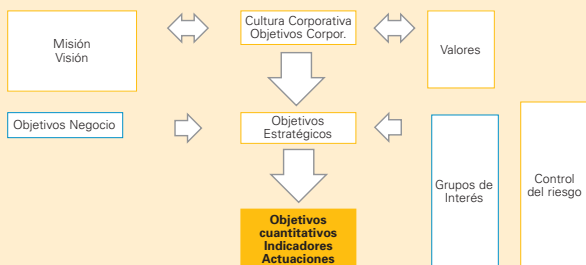 Misión
Visión
Cultura Corporativa
Objetivos Corpor.
Valores
Objetivos Negocio
Objetivos
Estratégicos
Grupos de
Interés
Control
del riesgo
Objetivos
cuantitativos
Indicadores
Actuaciones